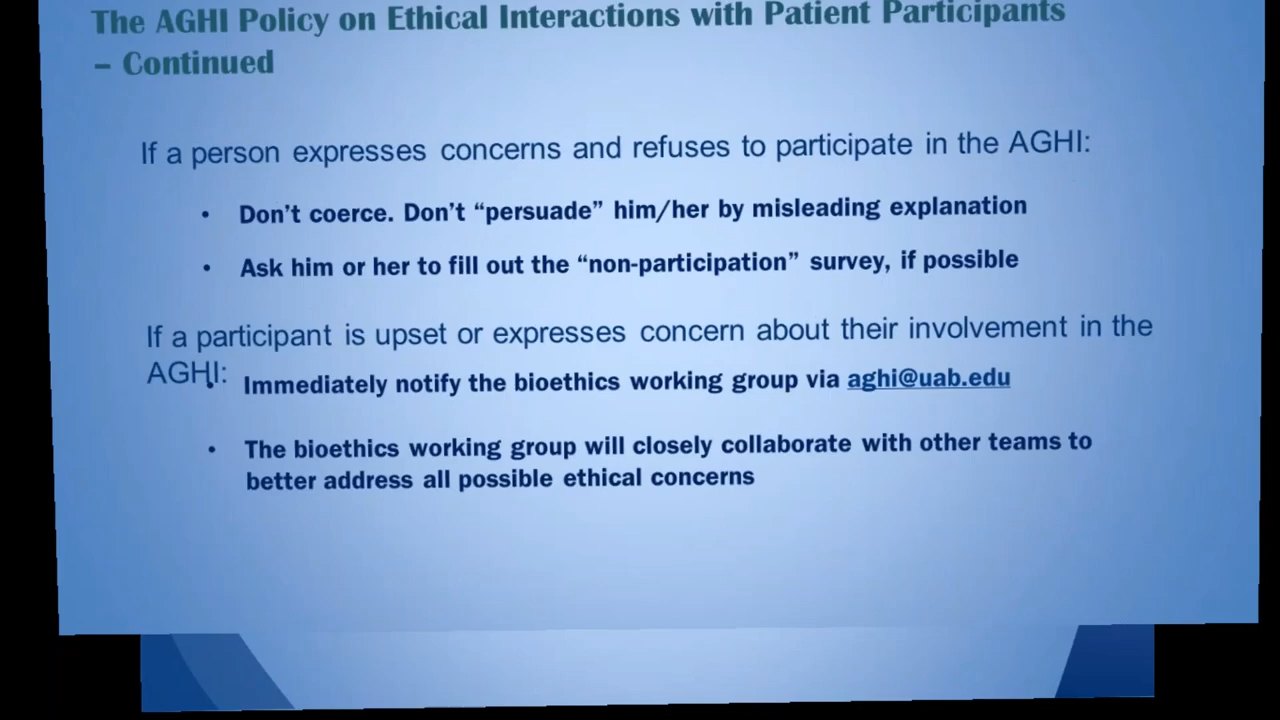 The AGHI Policy on Ethical Interactions with Patient Participants
– Continued
If a person expresses concerns and refuses to participate in the AGHI:
• Don't coerce. Don't “persuade” him/her by misleading explanation
• Ask him or her to fill out the “non-participation” survey, if possible
If a participant is upset or expresses concern about their involvement in the
AGHI:
• Immediately notify the bioethics working group via aghi@uab.edu
• The bioethics working group will closely collaborate with other teams to
better address all possible ethical concerns